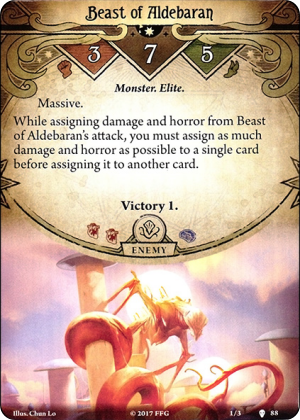 Beast of Aldebaran
3 7 5
Monster. Elite.
Massive.
While assigning damage and horror from Beast
of Aldebaran's attack, you must assign as much
damage and horror as possible to a single card
before assigning it to another card.
Victory 1.
ENEMY
Illus. Chun Lo © 2017 FFG 1/3 88